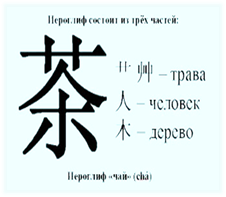 Иероглиф состоит из трёх частей:
茶
艹 艸 – трава
人 – человек
木 – дерево
Иероглиф «чай» (chá)